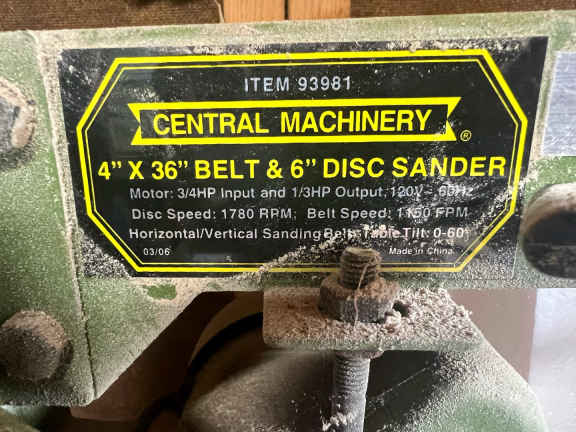 ITEM 93981
CENTRAL MACHINERY
®
4" X 36" BELT & 6" DISC SANDER
Motor: 3/4HP Input and 1/3HP Output, 120V~ 60Hz
Disc Speed: 1780 RPM; Belt Speed: 1150 FPM
Horizontal/Vertical Sanding Belt; Table Tilt: 0-60°
03/06
Made in China